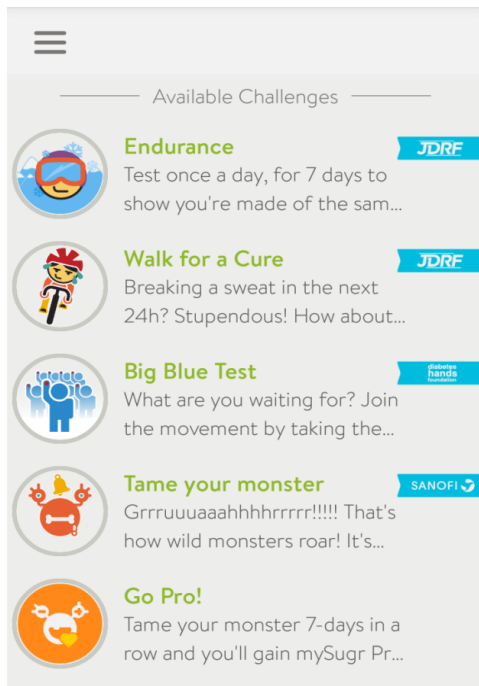 Available Challenges
Endurance
JDRF
Test once a day, for 7 days to
show you're made of the sam...
Walk for a Cure
JDRF
Breaking a sweat in the next
24h? Stupendous! How about...
Big Blue Test
diabetes
hands
foundation
What are you waiting for? Join
the movement by taking the...
Tame your monster
SANOFI
Grrruuuaaahhhhrrrrr!!!!! That's
how wild monsters roar! It's...
Go Pro!
Tame your monster 7-days in a
row and you'll gain mySugr Pr...